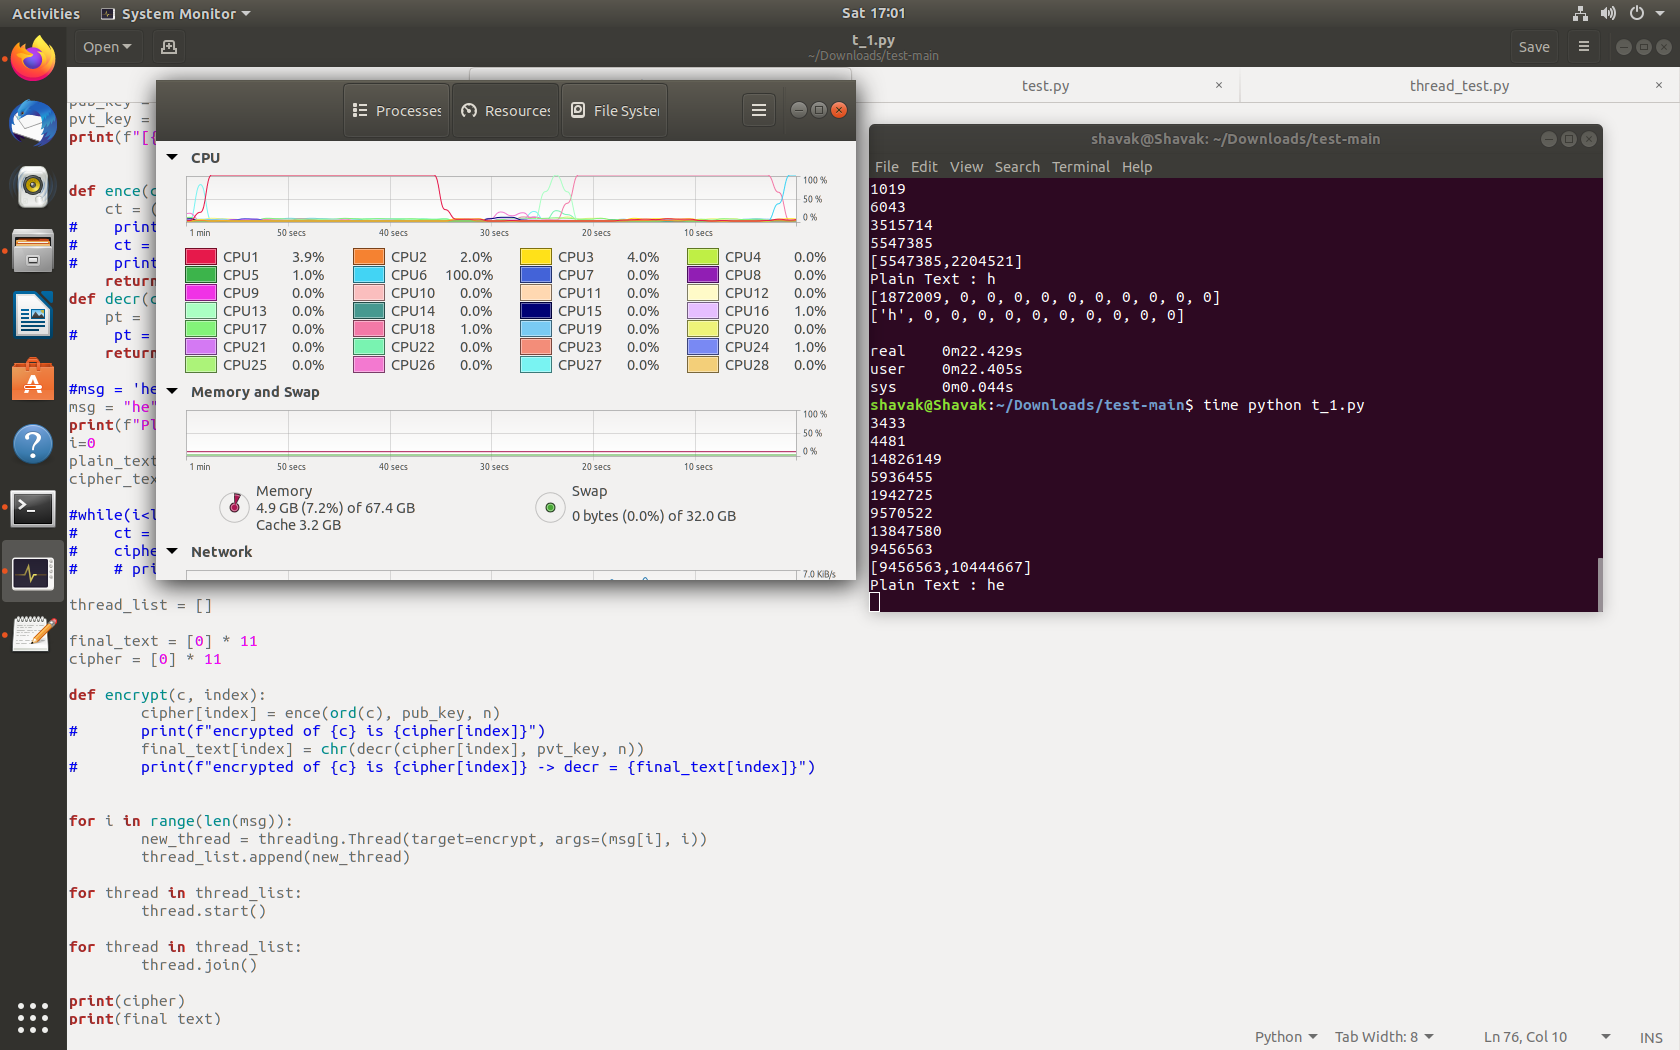 Activities
System Monitor
Sat 17:01
Open
t_1.py
~/Downloads/test-main
Save
test.py ×
thread_test.py ×
pvt_key =
print(f"[{
def ence(c
ct = (
# print
# ct =
# print
return
def decr(c
pt =
# pt =
return
#msg = 'he
msg = "he"
print(f"Pl
i=0
plain_text
cipher_tex
#while(i<l
# ct =
# ciphe
# # pri
thread_list = []
final_text = [0] * 11
cipher = [0] * 11
def encrypt(c, index):
cipher[index] = ence(ord(c), pub_key, n)
# print(f"encrypted of {c} is {cipher[index]}")
final_text[index] = chr(decr(cipher[index], pvt_key, n))
# print(f"encrypted of {c} is {cipher[index]} -> decr = {final_text[index]}")
for i in range(len(msg)):
new_thread = threading.Thread(target=encrypt, args=(msg[i], i))
thread_list.append(new_thread)
for thread in thread_list:
thread.start()
for thread in thread_list:
thread.join()
print(cipher)
print(final_text)
Python
Tab Width: 8
Ln 76, Col 10
INS
Processes
Resources
File Syste
CPU
100 %
50 %
0 %
1 min 50 secs 40 secs 30 secs 20 secs 10 secs
CPU1 3.9% CPU2 2.0% CPU3 4.0% CPU4 0.0%
CPU5 1.0% CPU6 100.0% CPU7 0.0% CPU8 0.0%
CPU9 0.0% CPU10 0.0% CPU11 0.0% CPU12 0.0%
CPU13 0.0% CPU14 0.0% CPU15 0.0% CPU16 1.0%
CPU17 0.0% CPU18 1.0% CPU19 0.0% CPU20 0.0%
CPU21 0.0% CPU22 0.0% CPU23 0.0% CPU24 1.0%
CPU25 0.0% CPU26 0.0% CPU27 0.0% CPU28 0.0%
Memory and Swap
100 %
50 %
0 %
1 min 50 secs 40 secs 30 secs 20 secs 10 secs
Memory
4.9 GB (7.2%) of 67.4 GB
Cache 3.2 GB
Swap
0 bytes (0.0%) of 32.0 GB
Network
7.0 KiB/s
shavak@Shavak: ~/Downloads/test-main
File Edit View Search Terminal Help
1019
6043
3515714
5547385
[5547385,2204521]
Plain Text : h
[1872009, 0, 0, 0, 0, 0, 0, 0, 0, 0, 0]
['h', 0, 0, 0, 0, 0, 0, 0, 0, 0, 0]
real 0m22.429s
user 0m22.405s
sys 0m0.044s
shavak@Shavak:~/Downloads/test-main$ time python t_1.py
3433
4481
14826149
5936455
1942725
9570522
13847580
9456563
[9456563,10444667]
Plain Text : he